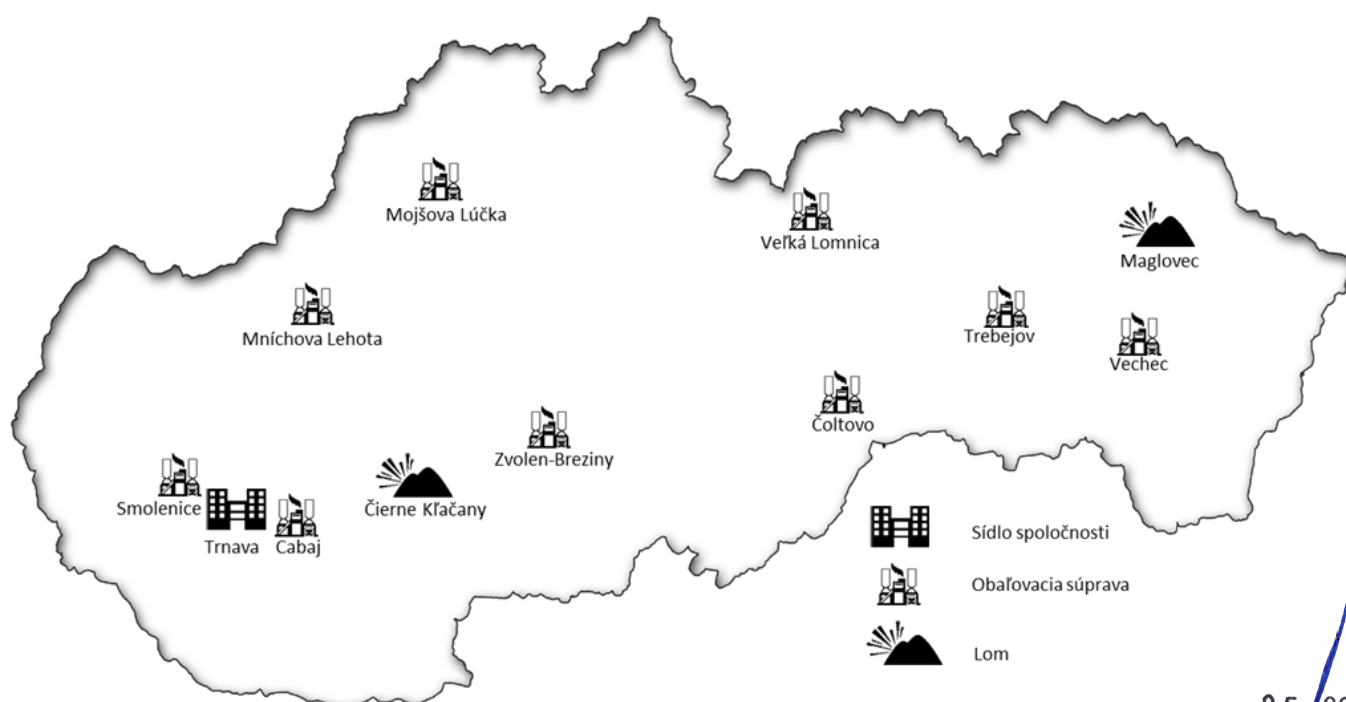 Mojšova Lúčka
Veľká Lomnica
Maglovec
Mníchova Lehota
Trebejov
Vechec
Čoltovo
Zvolen-Breziny
Smolenice
Čierne Kľačany
Trnava
Cabaj
Sídlo spoločnosti
Obaľovacia súprava
Lom